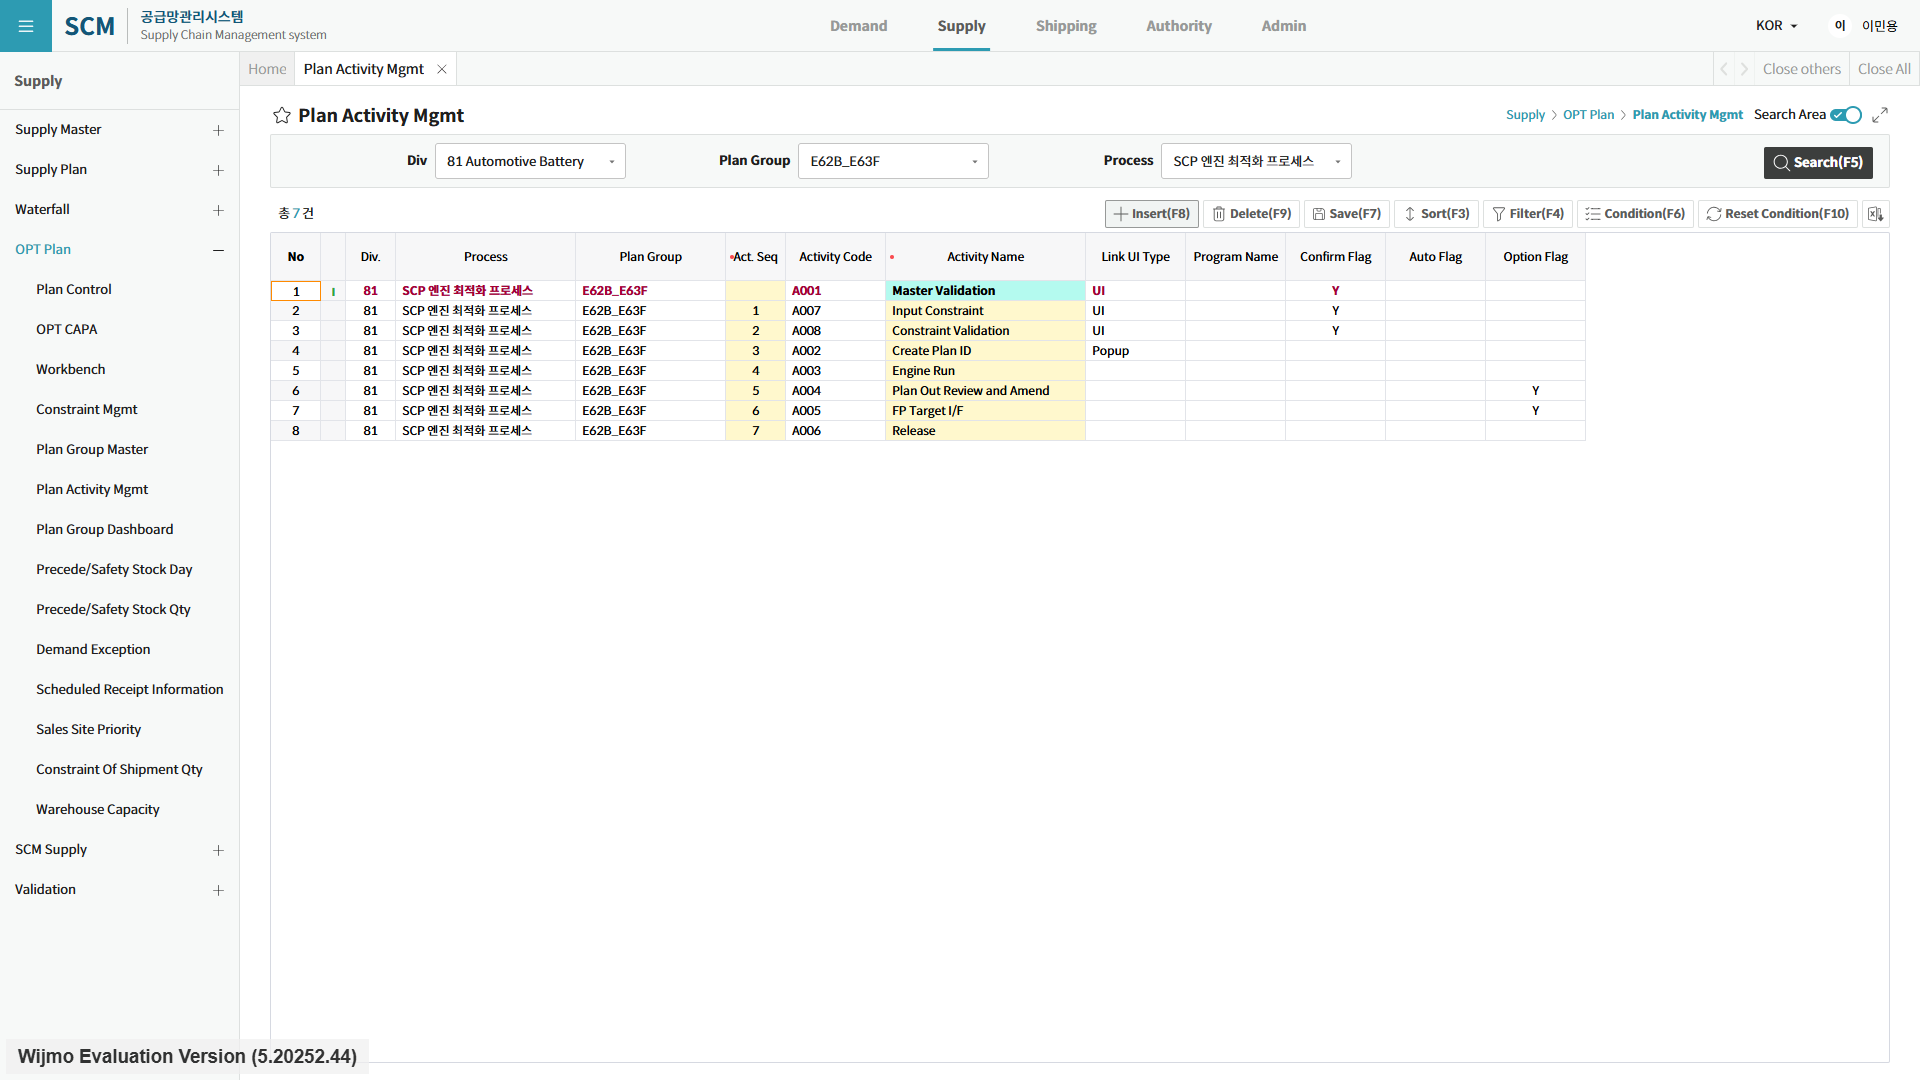 SCM
공급망관리시스템
Supply Chain Management system
Demand
Supply
Shipping
Authority
Admin
KOR
이
이민용
Supply
Home
Plan Activity Mgmt
Close others
Close All
Supply Master
Supply Plan
Waterfall
OPT Plan
Plan Control
OPT CAPA
Workbench
Constraint Mgmt
Plan Group Master
Plan Activity Mgmt
Plan Group Dashboard
Precede/Safety Stock Day
Precede/Safety Stock Qty
Demand Exception
Scheduled Receipt Information
Sales Site Priority
Constraint Of Shipment Qty
Warehouse Capacity
SCM Supply
Validation
Plan Activity Mgmt
Supply > OPT Plan > Plan Activity Mgmt
Search Area
Div 81 Automotive Battery
Plan Group E62B_E63F
Process SCP 엔진 최적화 프로세스
Search(F5)
총 7 건
Insert(F8) Delete(F9) Save(F7) Sort(F3) Filter(F4) Condition(F6) Reset Condition(F10)
No Div. Process Plan Group Act. Seq Activity Code Activity Name Link UI Type Program Name Confirm Flag Auto Flag Option Flag
1 I 81 SCP 엔진 최적화 프로세스 E62B_E63F A001 Master Validation UI Y
2 81 SCP 엔진 최적화 프로세스 E62B_E63F 1 A007 Input Constraint UI Y
3 81 SCP 엔진 최적화 프로세스 E62B_E63F 2 A008 Constraint Validation UI Y
4 81 SCP 엔진 최적화 프로세스 E62B_E63F 3 A002 Create Plan ID Popup
5 81 SCP 엔진 최적화 프로세스 E62B_E63F 4 A003 Engine Run
6 81 SCP 엔진 최적화 프로세스 E62B_E63F 5 A004 Plan Out Review and Amend Y
7 81 SCP 엔진 최적화 프로세스 E62B_E63F 6 A005 FP Target I/F Y
8 81 SCP 엔진 최적화 프로세스 E62B_E63F 7 A006 Release
Wijmo Evaluation Version (5.20252.44)